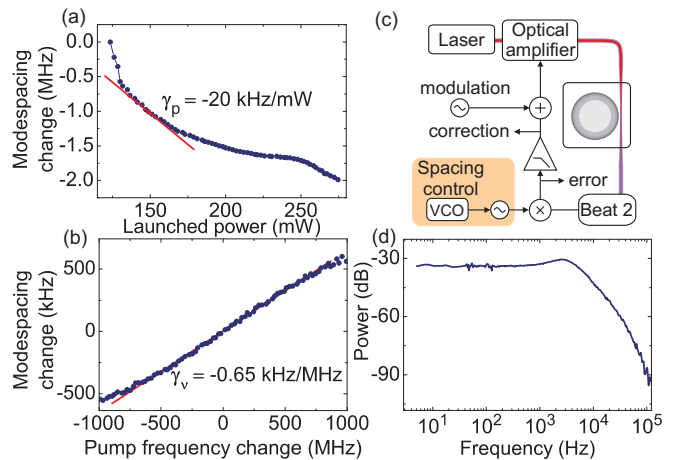 (a)
0.0
-0.5
-1.0
-1.5
-2.0
Modespacing
change (MHz)
γp = -20 kHz/mW
150
200
250
Launched power (mW)
(b)
500
0
-500
Modespacing
change (kHz)
γν = -0.65 kHz/MHz
-1000
-500
0
500
1000
Pump frequency change (MHz)
(c)
Laser
Optical
amplifier
modulation
+
correction
Spacing
control
error
VCO
×
Beat 2
(d)
-30
-60
-90
Power (dB)
10¹
10²
10³
10⁴
10⁵
Frequency (Hz)